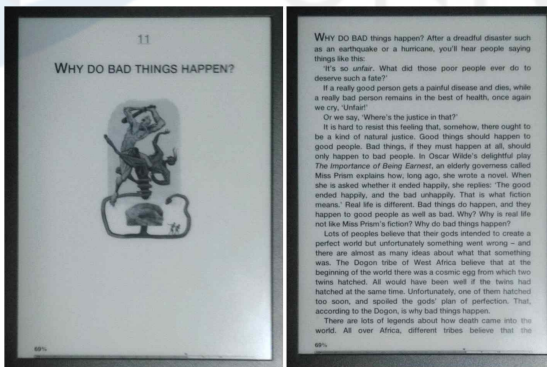 11
WHY DO BAD THINGS HAPPEN?
69%
WHY DO BAD things happen? After a dreadful disaster such
as an earthquake or a hurricane, you'll hear people saying
things like this:
'It's so unfair. What did those poor people ever do to
deserve such a fate?'
If a really good person gets a painful disease and dies, while
a really bad person remains in the best of health, once again
we cry, 'Unfair!'
Or we say, 'Where's the justice in that?'
It is hard to resist this feeling that, somehow, there ought to
be a kind of natural justice. Good things should happen to
good people. Bad things, if they must happen at all, should
only happen to bad people. In Oscar Wilde's delightful play
The Importance of Being Earnest, an elderly governess called
Miss Prism explains how, long ago, she wrote a novel. When
she is asked whether it ended happily, she replies: 'The good
ended happily, and the bad unhappily. That is what fiction
means.' Real life is different. Bad things do happen, and they
happen to good people as well as bad. Why? Why is real life
not like Miss Prism's fiction? Why do bad things happen?
Lots of peoples believe that their gods intended to create a
perfect world but unfortunately something went wrong – and
there are almost as many ideas about what that something
was. The Dogon tribe of West Africa believe that at the
beginning of the world there was a cosmic egg from which two
twins hatched. All would have been well if the twins had
hatched at the same time. Unfortunately, one of them hatched
too soon, and spoiled the gods' plan of perfection. That,
according to the Dogon, is why bad things happen.
There are lots of legends about how death came into the
world. All over Africa, different tribes believe that the
69%